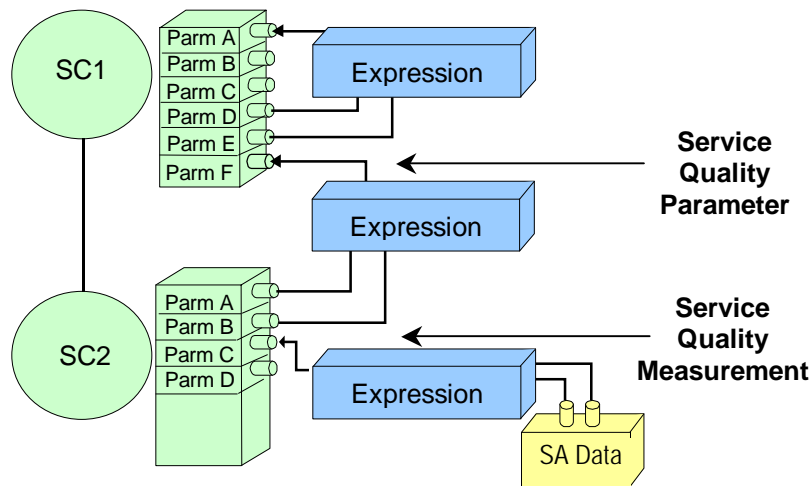 SC1
Parm A
Parm B
Parm C
Parm D
Parm E
Parm F
Expression
Service
Quality
Parameter
Expression
SC2
Parm A
Parm B
Parm C
Parm D
Service
Quality
Measurement
Expression
SA Data